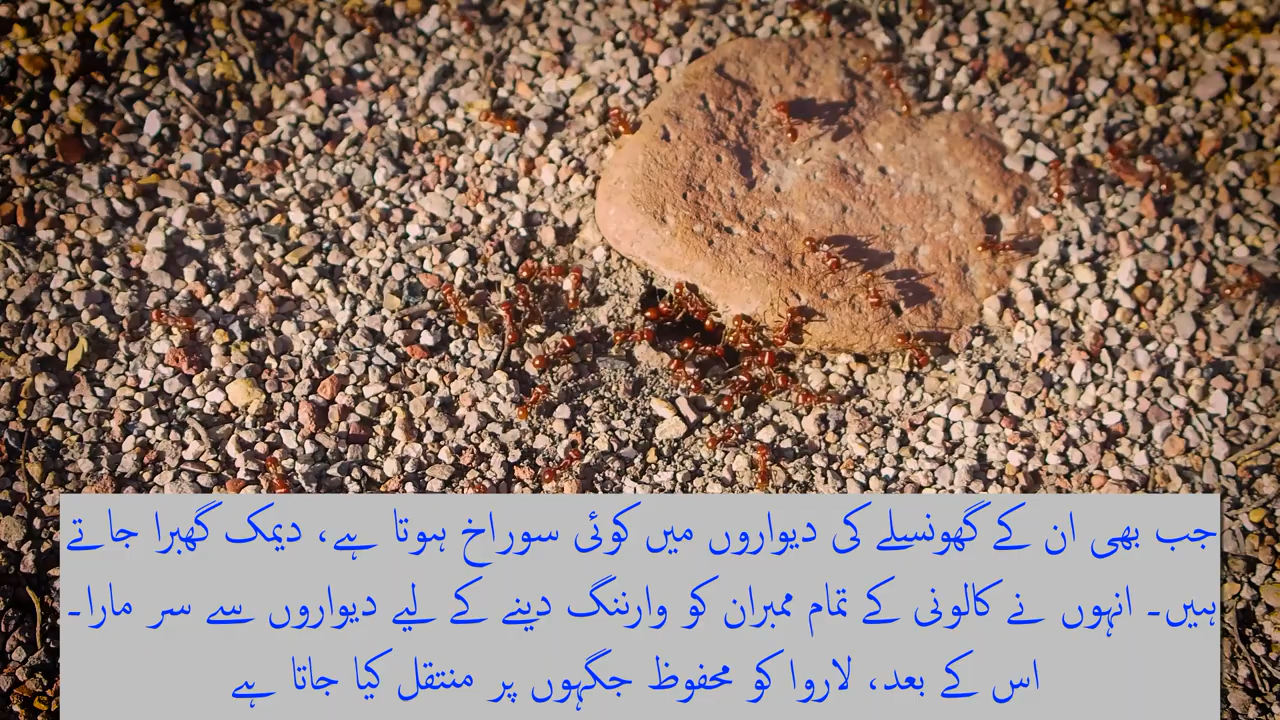 جب بھی ان کے گھونسلے کی دیواروں میں کوئی سوراخ ہوتا ہے، دیمک گھبرا جاتے
ہیں۔ انہوں نے کالونی کے تمام ممبران کو وارننگ دینے کے لیے دیواروں سے سر مارا۔
اس کے بعد، لاروا کو محفوظ جگہوں پر منتقل کیا جاتا ہے